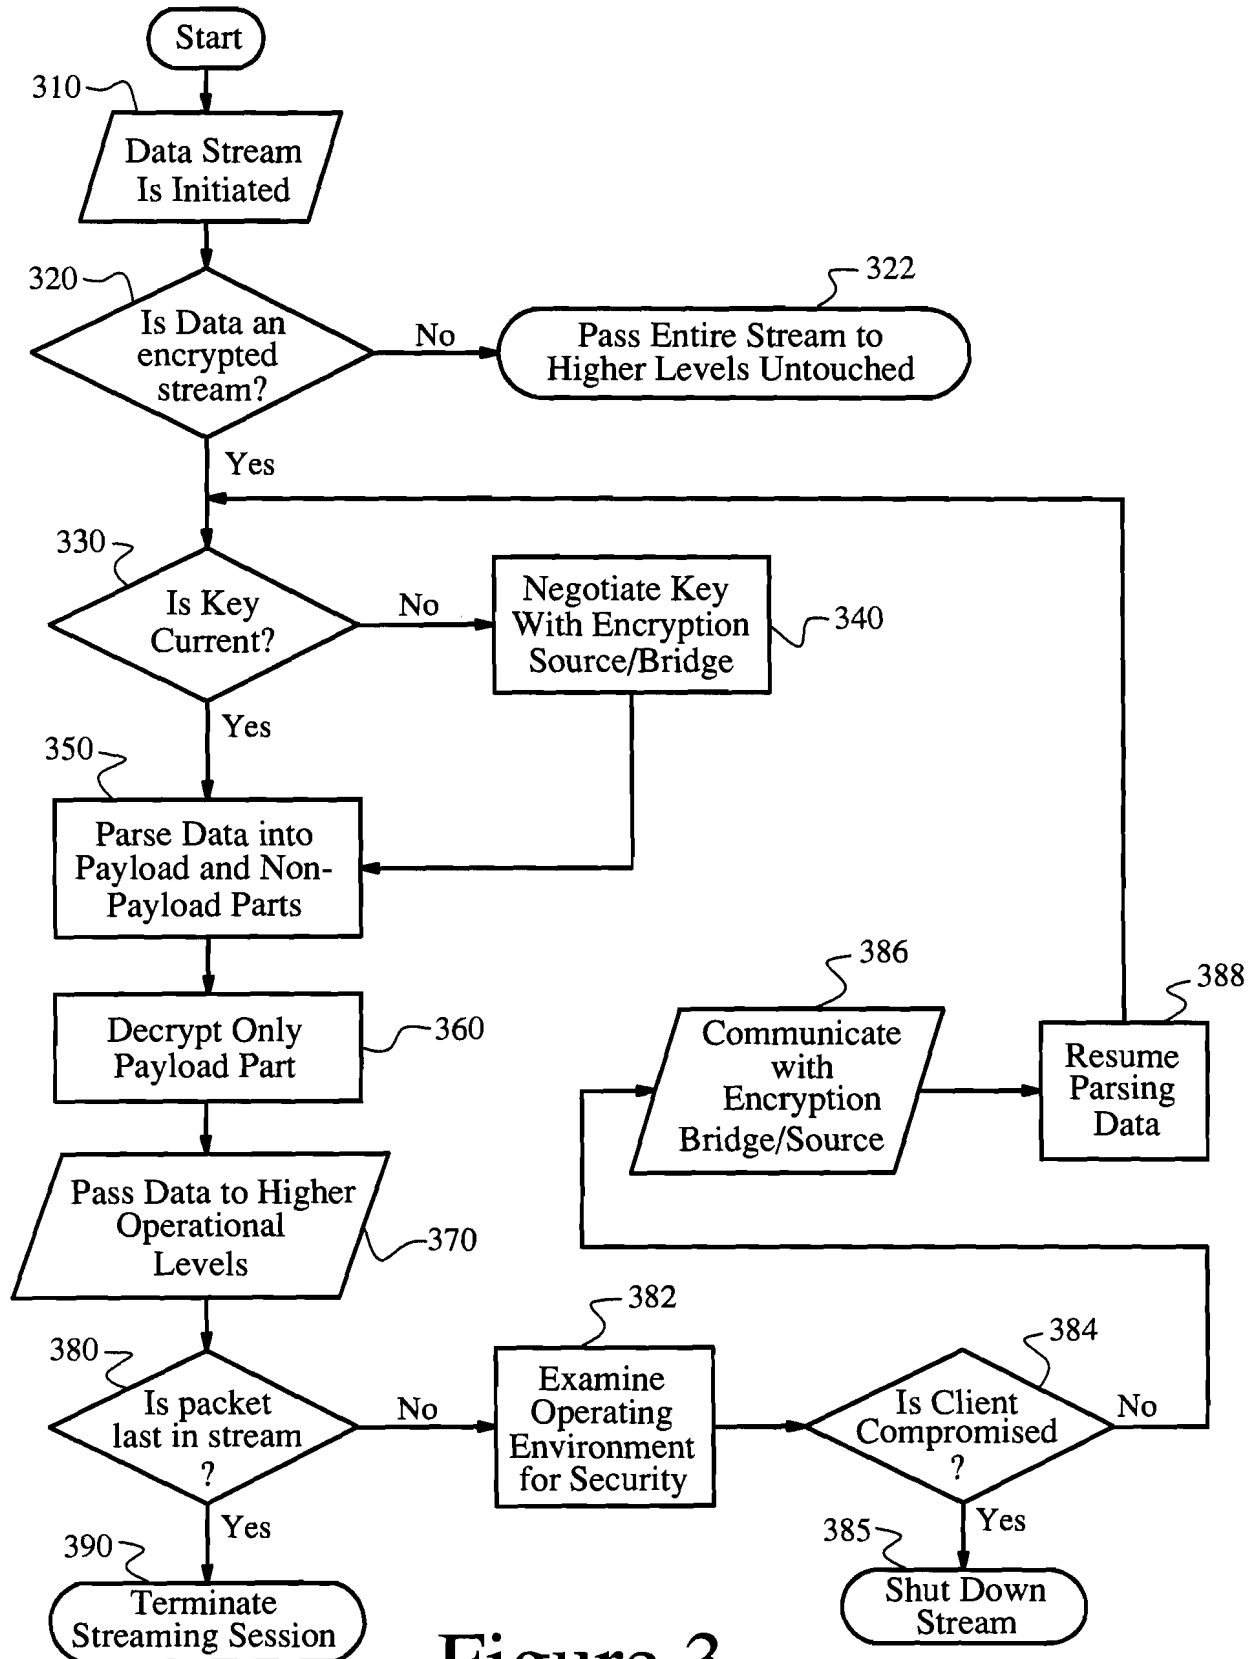 Start
310
Data Stream
Is Initiated
320
Is Data an
encrypted
stream?
No
322
Pass Entire Stream to
Higher Levels Untouched
Yes
330
Is Key
Current?
No
Negotiate Key
With Encryption
Source/Bridge
340
Yes
350
Parse Data into
Payload and Non-
Payload Parts
Decrypt Only
Payload Part
360
Pass Data to Higher
Operational
Levels
370
380
Is packet
last in stream
?
No
382
Examine
Operating
Environment
for Security
384
Is Client
Compromised
?
No
386
Communicate
with
Encryption
Bridge/Source
388
Resume
Parsing
Data
Yes
385
Shut Down
Stream
Yes
390
Terminate
Streaming Session
Figure 3